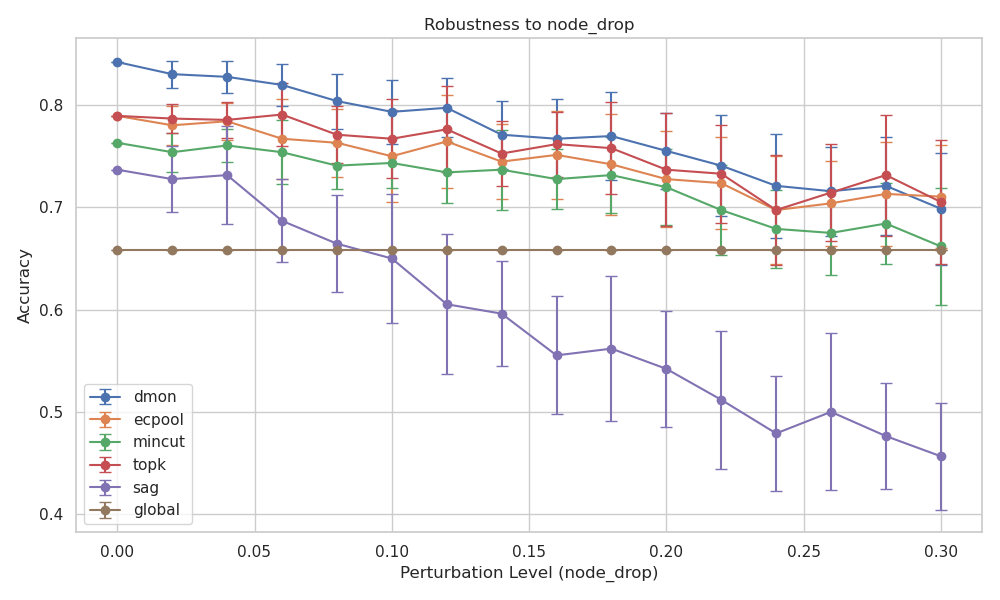 Robustness to node_drop
Accuracy
0.8
0.7
0.6
0.5
0.4
dmon
ecpool
mincut
topk
sag
global
0.00 0.05 0.10 0.15 0.20 0.25 0.30
Perturbation Level (node_drop)